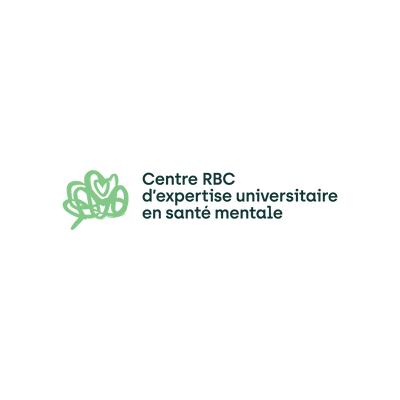 Centre RBC
d'expertise universitaire
en santé mentale